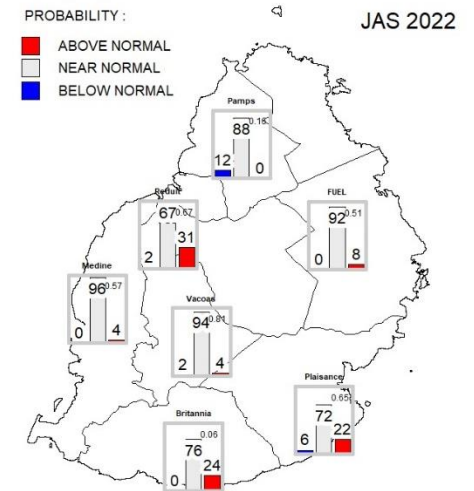 PROBABILITY :
JAS 2022
ABOVE NORMAL
NEAR NORMAL
BELOW NORMAL
Pamps
88 0.16
12 0
Reduit
67 0.67
2 31
FUEL
92 0.51
0 8
Medine
96 0.57
0 4
Vacoas
94 0.81
2 4
Plaisance
0.65
72
6 22
Britannia
0.06
76
0 24